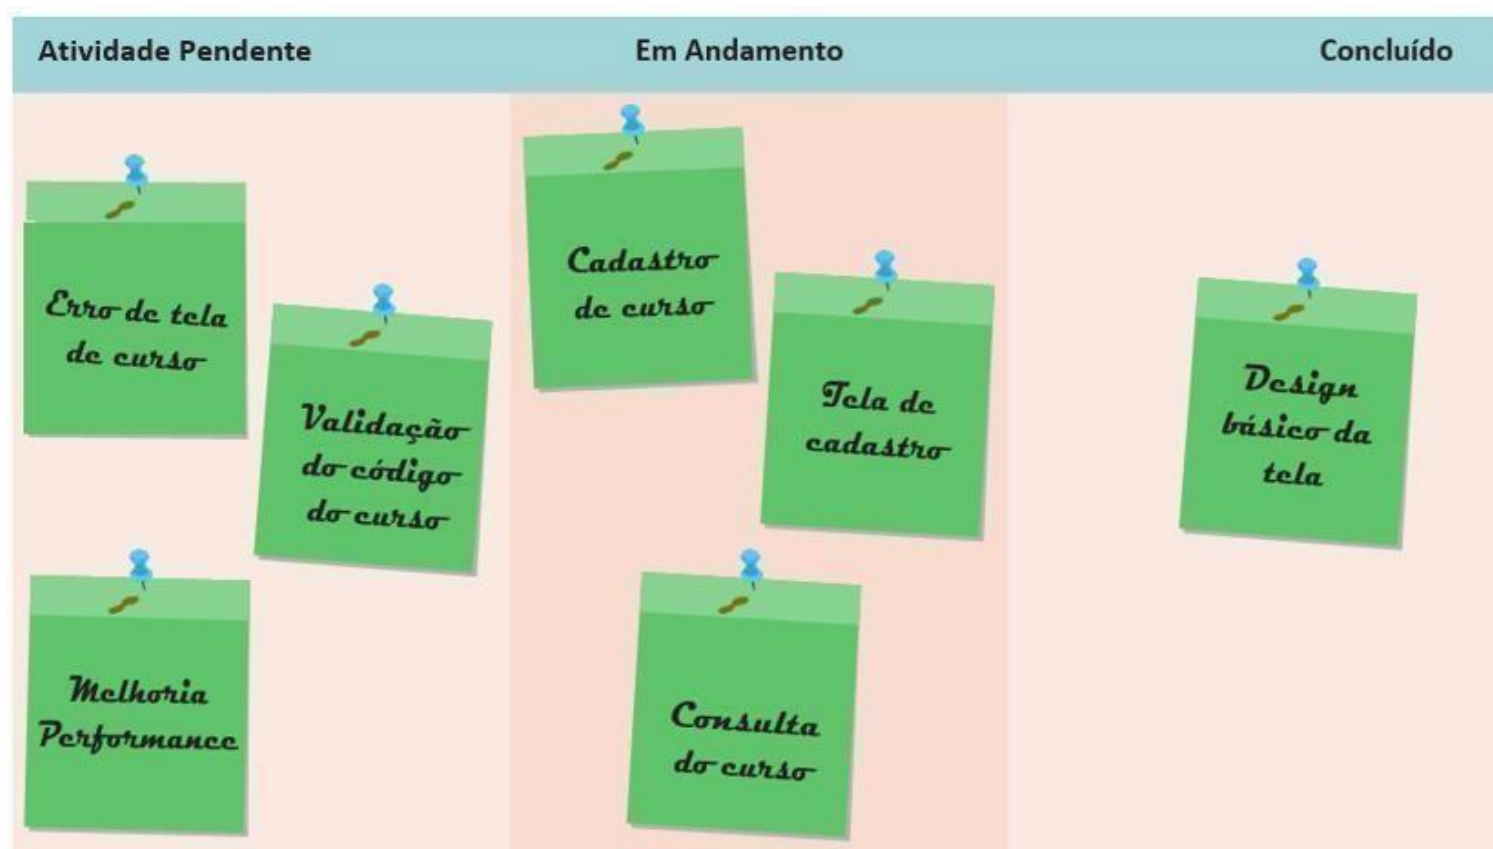 Atividade Pendente
Em Andamento
Concluído
Erro de tela
de curso
Validação
do código
do curso
Melhoria
Performance
Cadastro
de curso
Tela de
cadastro
Consulta
do curso
Design
básico da
tela